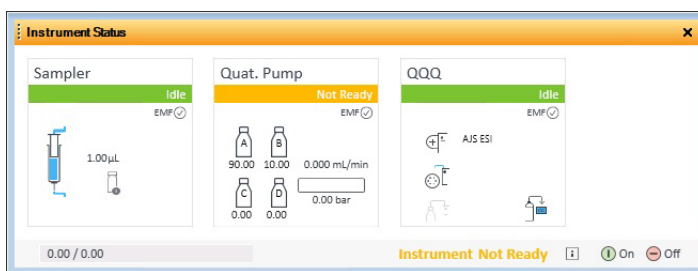 Instrument Status
Sampler
Idle
EMF
1.00µL
Quat. Pump
Not Ready
EMF
A B
90.00 10.00 0.000 mL/min
C D
0.00 bar
0.00 0.00
QQQ
Idle
EMF
AJS ESI
0.00 / 0.00
Instrument Not Ready
On
Off